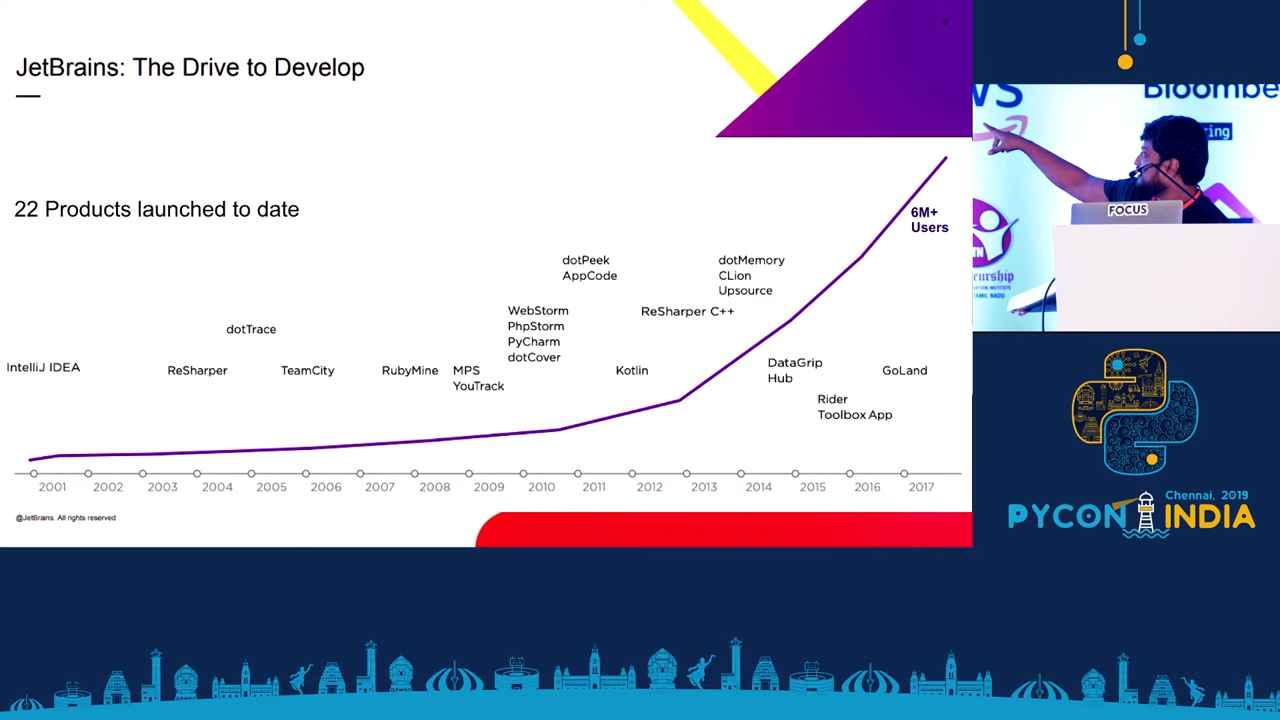 JetBrains: The Drive to Develop
22 Products launched to date
6M+
Users
dotPeek
AppCode
dotMemory
CLion
Upsource
WebStorm
PhpStorm
PyCharm
dotCover
ReSharper C++
dotTrace
IntelliJ IDEA
ReSharper
TeamCity
RubyMine
MPS
YouTrack
Kotlin
DataGrip
Hub
GoLand
Rider
Toolbox App
2001 2002 2003 2004 2005 2006 2007 2008 2009 2010 2011 2012 2013 2014 2015 2016 2017
@JetBrains. All rights reserved
FOCUS
TAMIL NADU
Chennai, 2019
PYCON INDIA